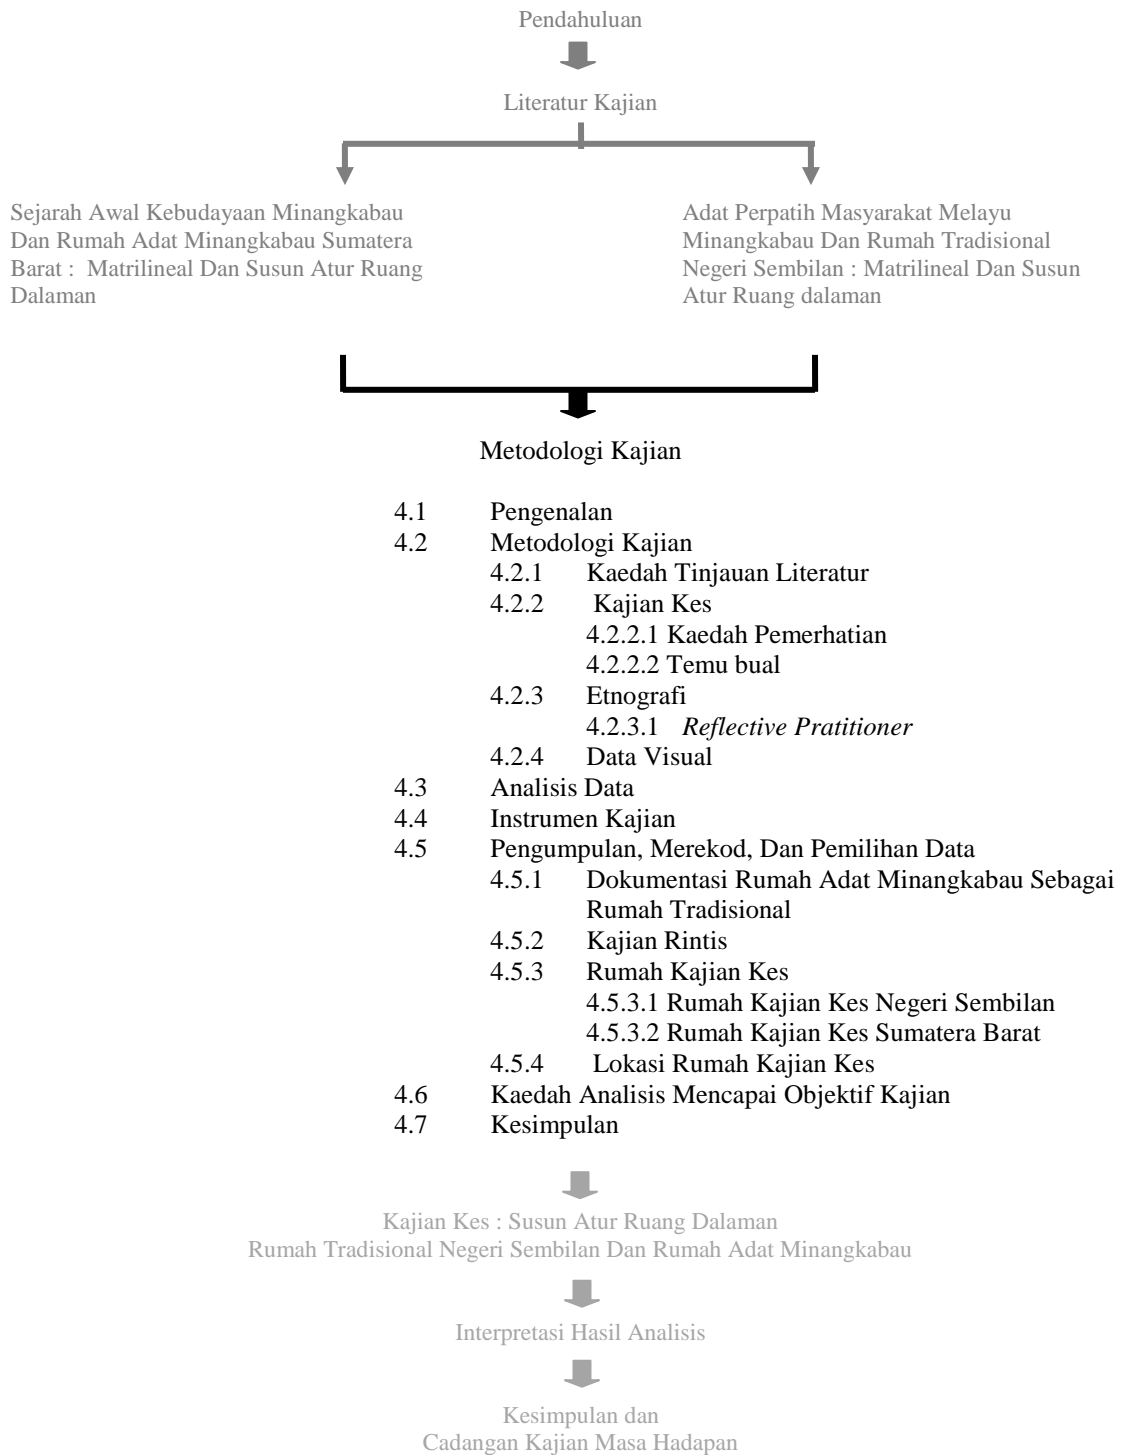 Pendahuluan
Literatur Kajian
Sejarah Awal Kebudayaan Minangkabau
Dan Rumah Adat Minangkabau Sumatera
Barat : Matrilineal Dan Susun Atur Ruang
Dalaman
Adat Perpatih Masyarakat Melayu
Minangkabau Dan Rumah Tradisional
Negeri Sembilan : Matrilineal Dan Susun
Atur Ruang dalaman
Metodologi Kajian
4.1 Pengenalan
4.2 Metodologi Kajian
4.2.1 Kaedah Tinjauan Literatur
4.2.2 Kajian Kes
4.2.2.1 Kaedah Pemerhatian
4.2.2.2 Temu bual
4.2.3 Etnografi
4.2.3.1 Reflective Pratitioner
4.2.4 Data Visual
4.3 Analisis Data
4.4 Instrumen Kajian
4.5 Pengumpulan, Merekod, Dan Pemilihan Data
4.5.1 Dokumentasi Rumah Adat Minangkabau Sebagai
Rumah Tradisional
4.5.2 Kajian Rintis
4.5.3 Rumah Kajian Kes
4.5.3.1 Rumah Kajian Kes Negeri Sembilan
4.5.3.2 Rumah Kajian Kes Sumatera Barat
4.5.4 Lokasi Rumah Kajian Kes
4.6 Kaedah Analisis Mencapai Objektif Kajian
4.7 Kesimpulan
Kajian Kes : Susun Atur Ruang Dalaman
Rumah Tradisional Negeri Sembilan Dan Rumah Adat Minangkabau
Interpretasi Hasil Analisis
Kesimpulan dan
Cadangan Kajian Masa Hadapan